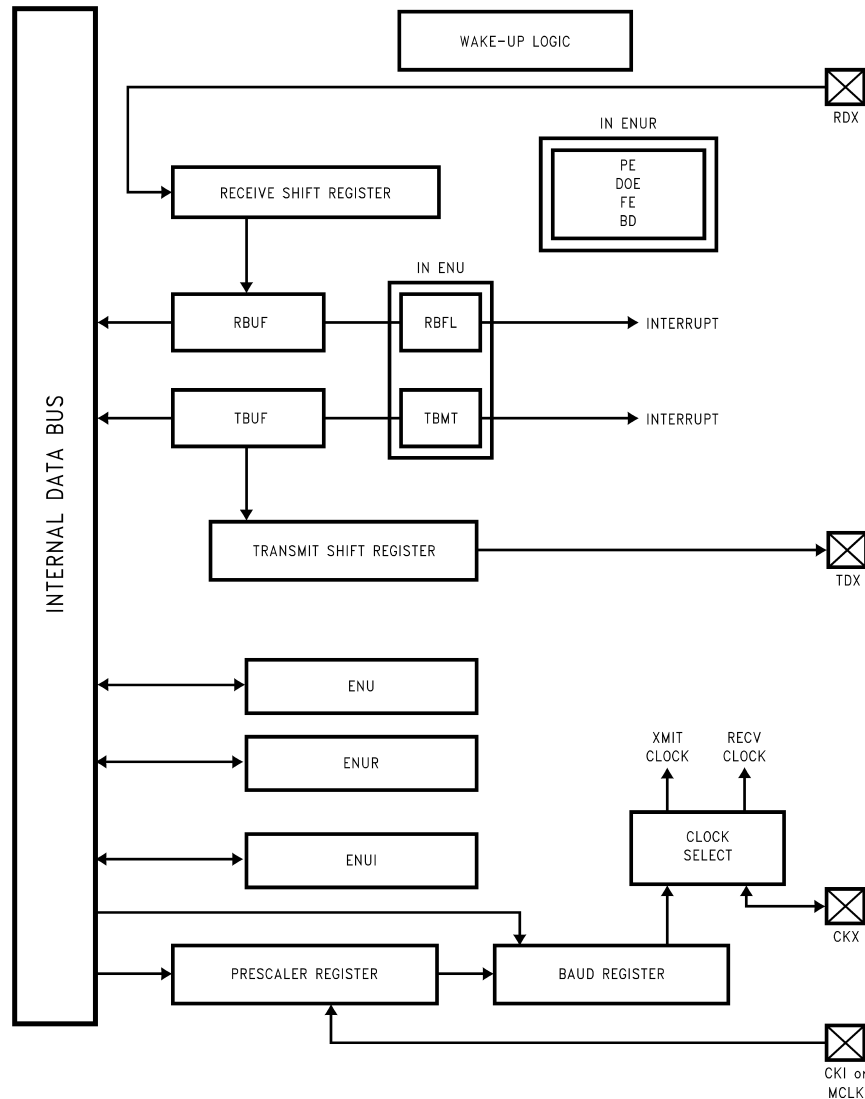 WAKE-UP LOGIC
RDX
IN ENUR
PE
DOE
FE
BD
RECEIVE SHIFT REGISTER
IN ENU
RBUF
RBFL
INTERRUPT
TBUF
TBMT
INTERRUPT
INTERNAL DATA BUS
TRANSMIT SHIFT REGISTER
TDX
ENU
ENUR
XMIT
CLOCK
RECV
CLOCK
ENUI
CLOCK
SELECT
CKX
PRESCALER REGISTER
BAUD REGISTER
CKI or
MCLK